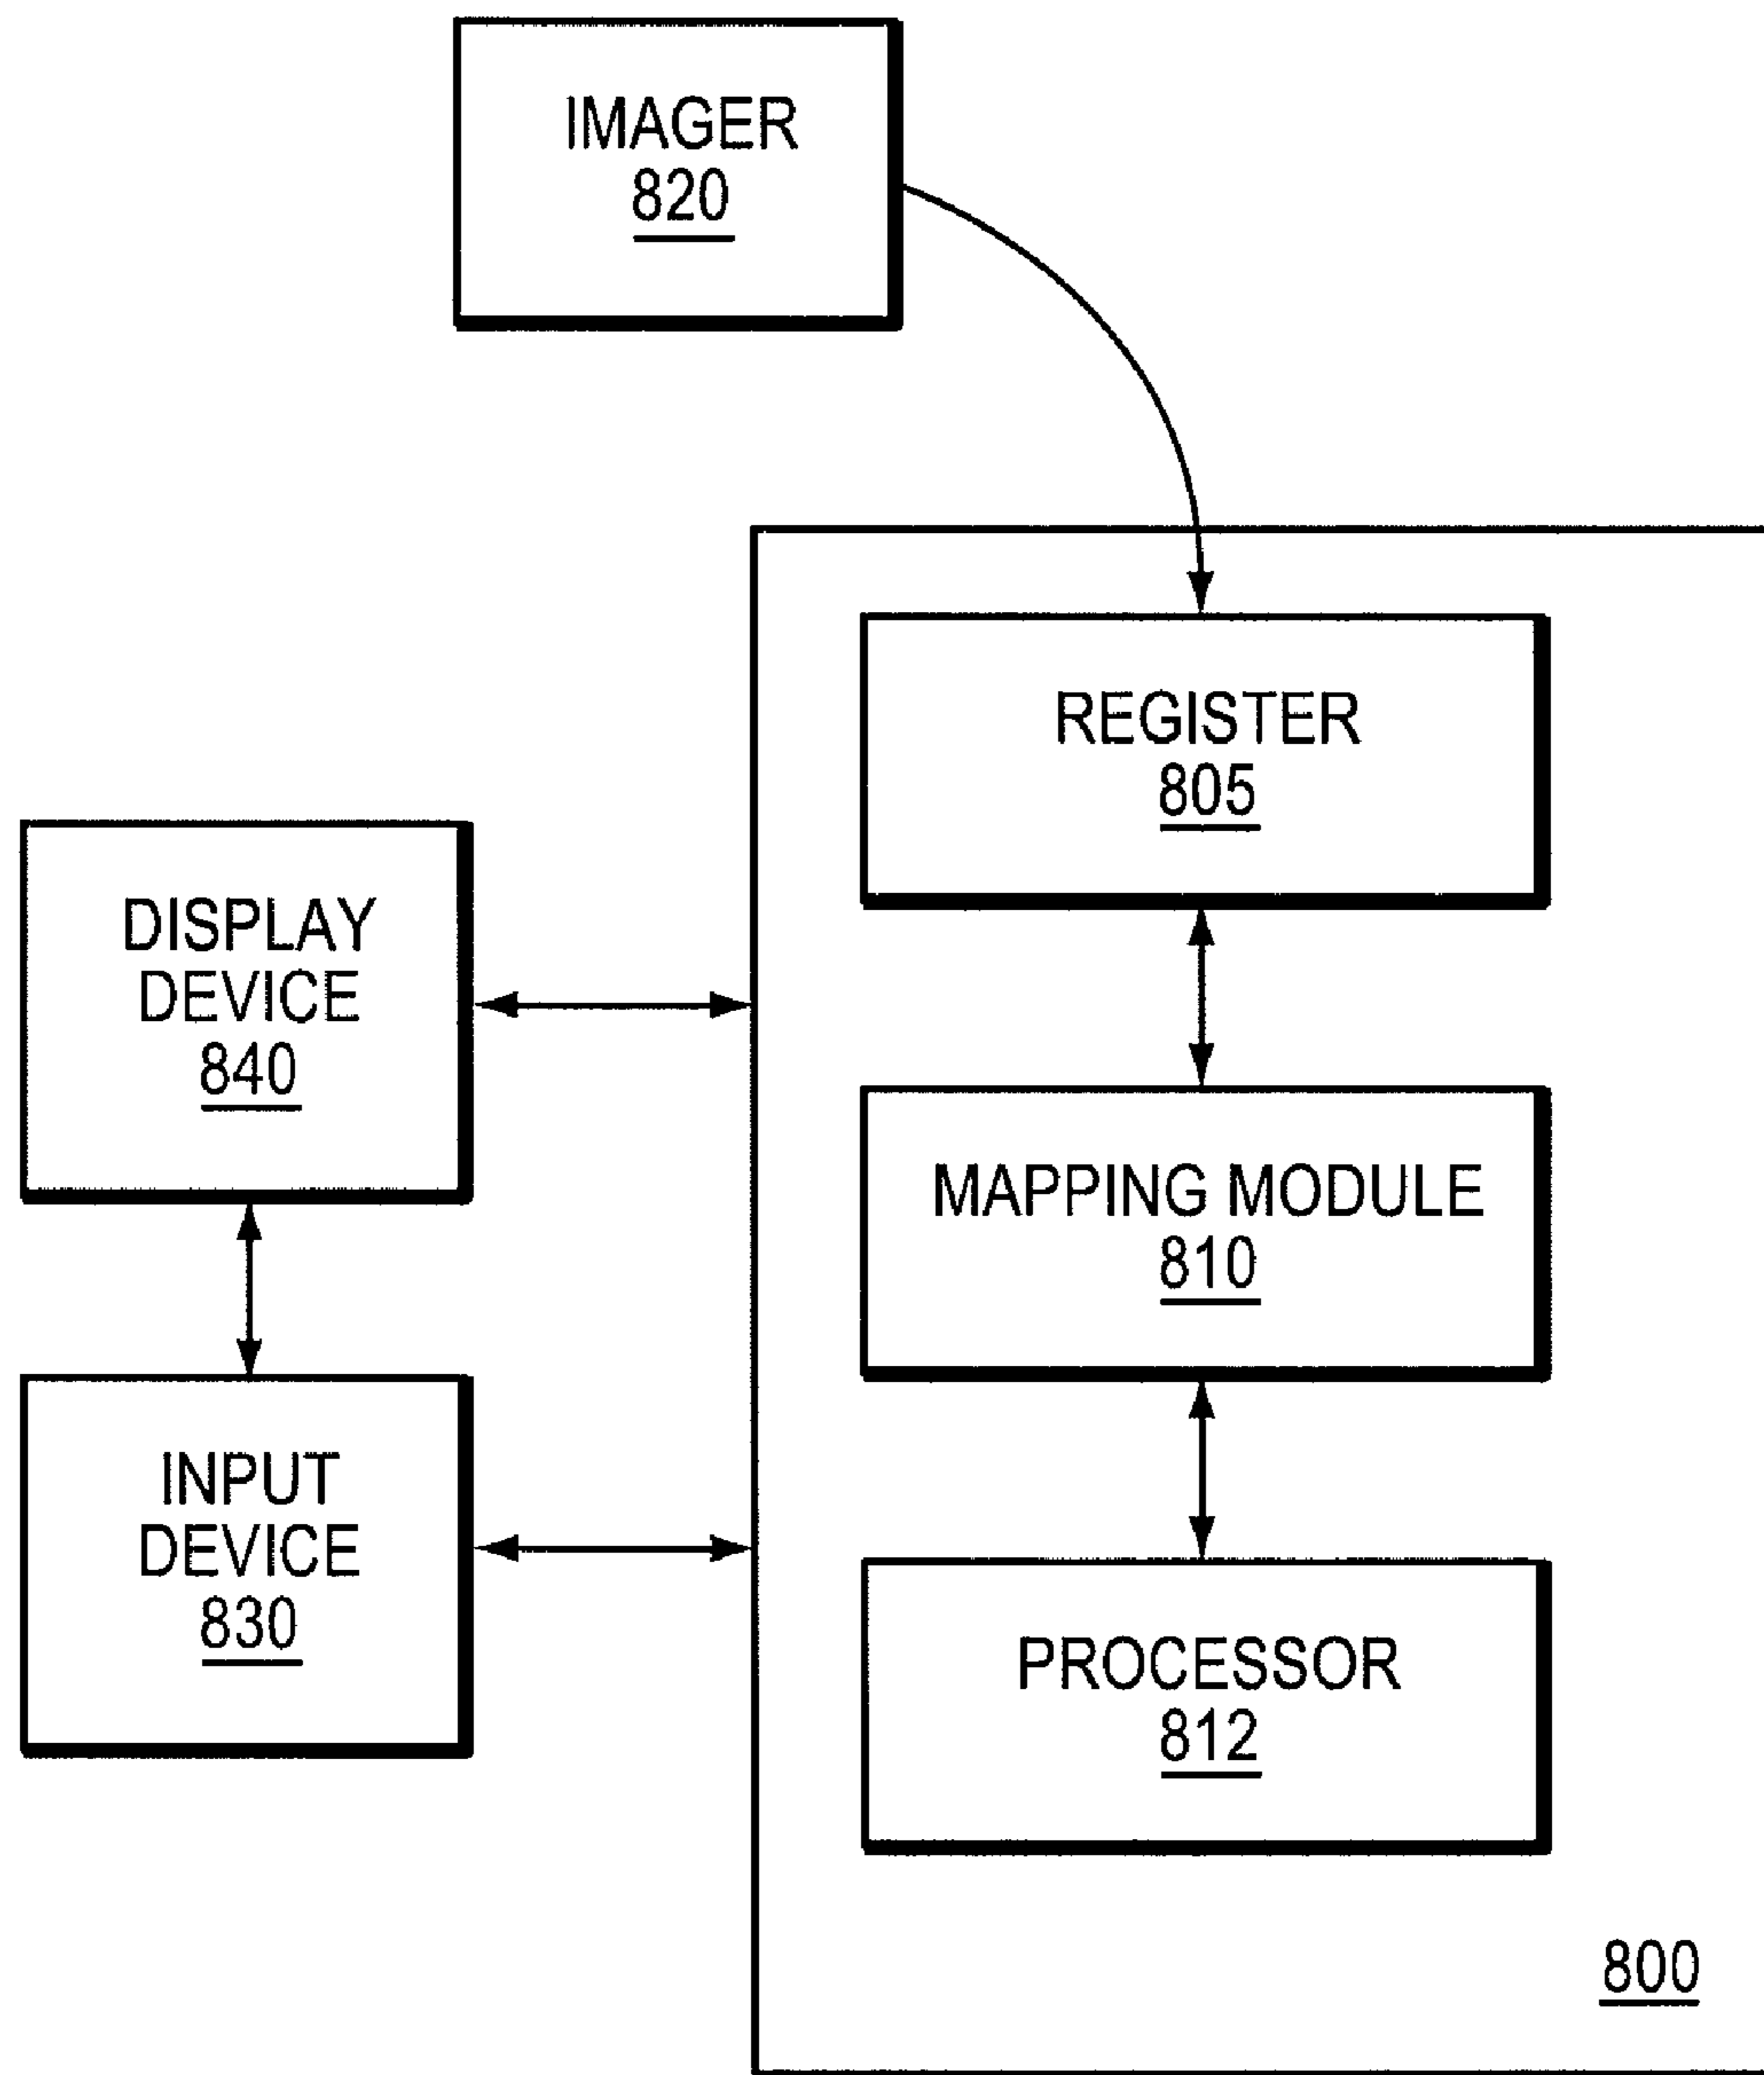 IMAGER
820
REGISTER
805
DISPLAY
DEVICE
840
MAPPING MODULE
810
INPUT
DEVICE
830
PROCESSOR
812
800